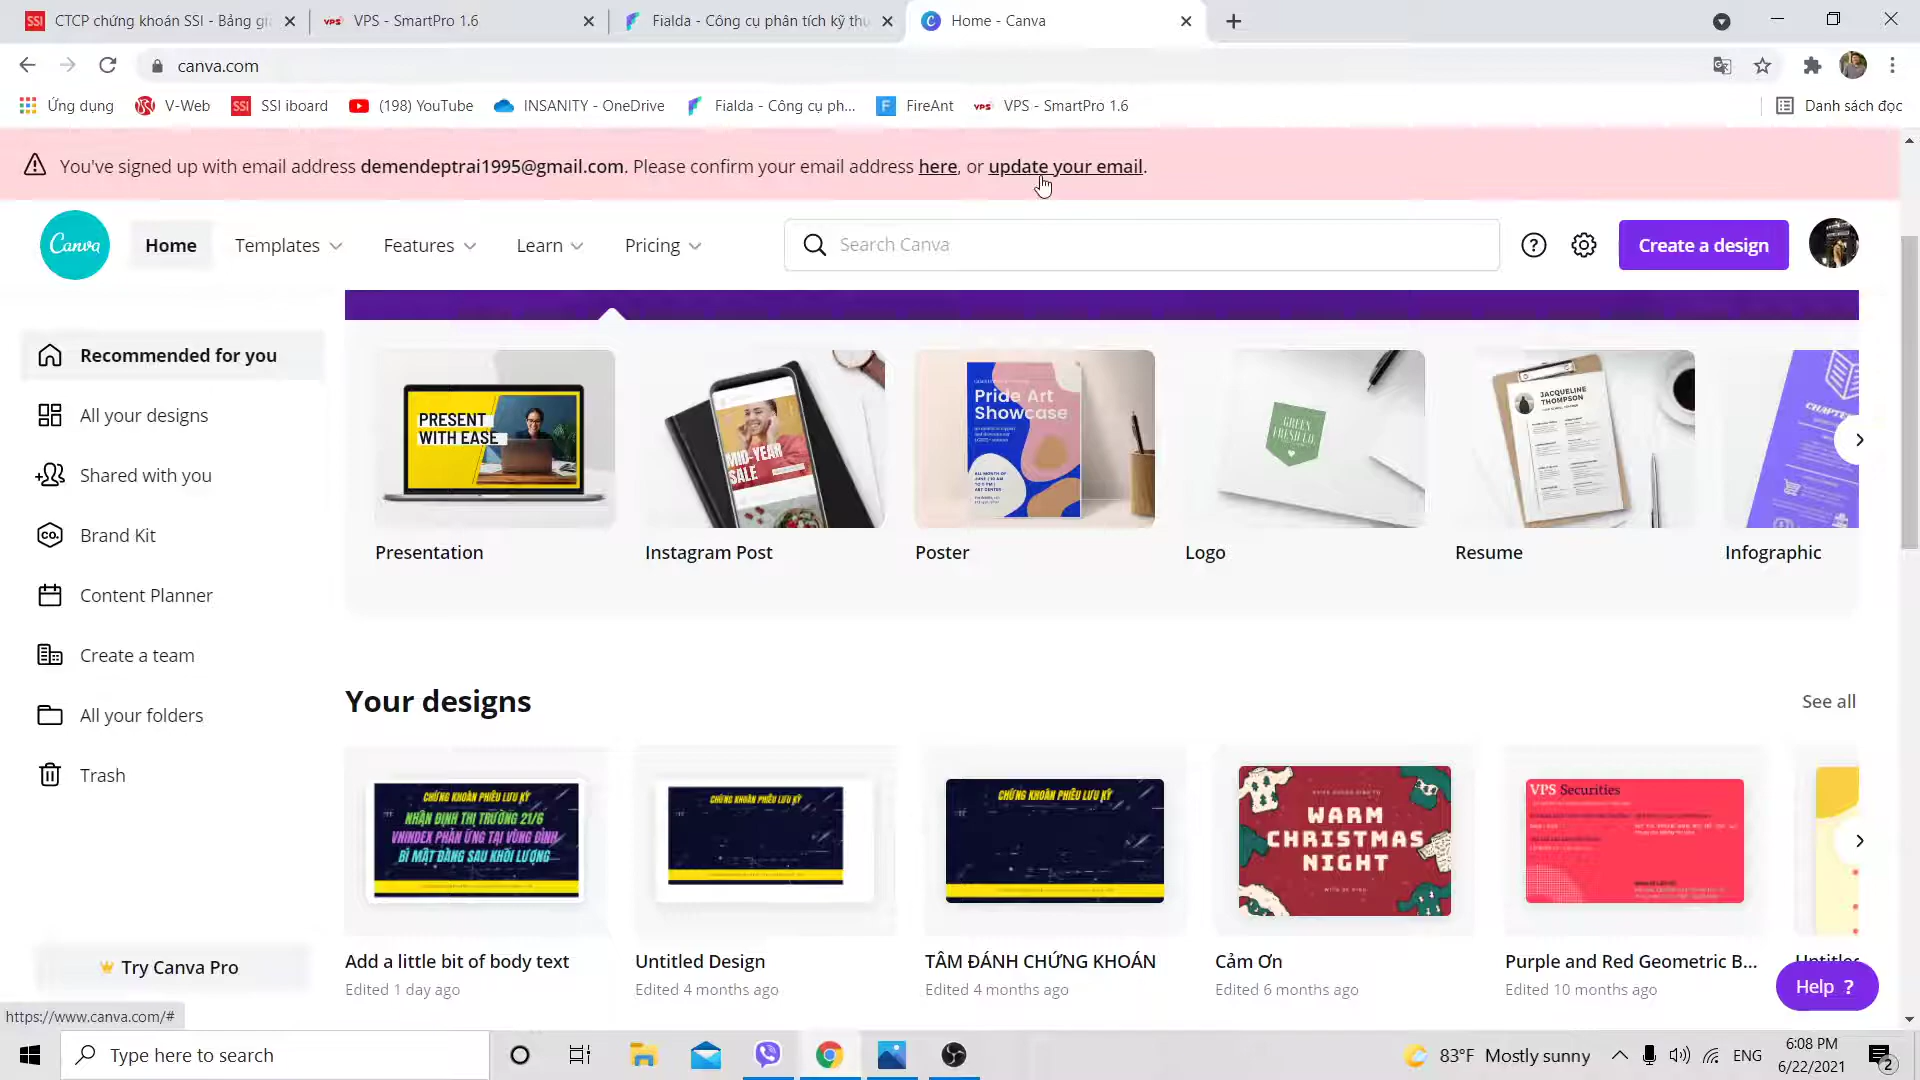 CTCP chứng khoán SSI - Bảng gi
VPS - SmartPro 1.6
Fialda - Công cụ phân tích kỹ thu
Home - Canva
canva.com
Ứng dụng
V-Web
SSI iboard
(198) YouTube
INSANITY - OneDrive
Fialda - Công cụ ph...
FireAnt
VPS - SmartPro 1.6
Danh sách đọc
You've signed up with email address demendeptrai1995@gmail.com. Please confirm your email address here, or update your email.
Canva
Home
Templates
Features
Learn
Pricing
Search Canva
Create a design
Recommended for you
All your designs
Shared with you
Brand Kit
Content Planner
Create a team
All your folders
Trash
Try Canva Pro
PRESENT
WITH EASE
MID-YEAR
SALE
Pride Art
Showcase
GREEN
FRESH CO.
JACQUELINE
THOMPSON
Presentation
Instagram Post
Poster
Logo
Resume
Infographic
Your designs
See all
CHỨNG KHOÁN PHIÊU LƯU KÝ
NHẬN ĐỊNH THỊ TRƯỜNG 21/6
VNINDEX PHẢN ỨNG TẠI VÙNG ĐỈNH
BÍ MẬT ĐẰNG SAU KHỐI LƯỢNG
CHỨNG KHOÁN PHIÊU LƯU KÝ
CHỨNG KHOÁN PHIÊU LƯU KÝ
WARM
CHRISTMAS
NIGHT
VPS Securities
Add a little bit of body text
Edited 1 day ago
Untitled Design
Edited 4 months ago
TÂM ĐÁNH CHỨNG KHOÁN
Edited 4 months ago
Cảm Ơn
Edited 6 months ago
Purple and Red Geometric B...
Edited 10 months ago
Help ?
https://www.canva.com/#
Type here to search
83°F Mostly sunny
ENG
6:08 PM
6/22/2021
2